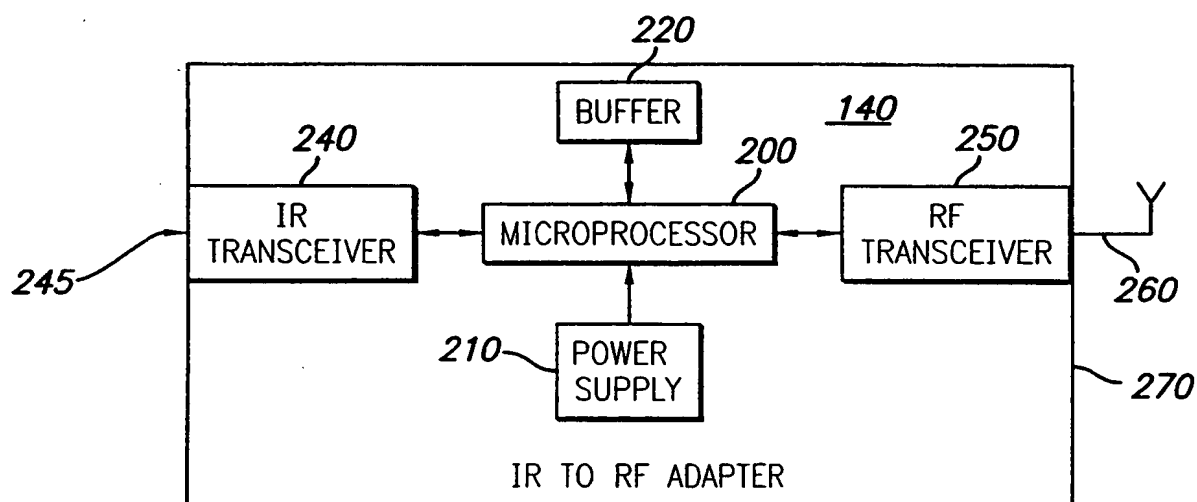 220
BUFFER
140
240
200
250
IR
TRANSCEIVER
MICROPROCESSOR
RF
TRANSCEIVER
245
260
210
POWER
SUPPLY
270
IR TO RF ADAPTER